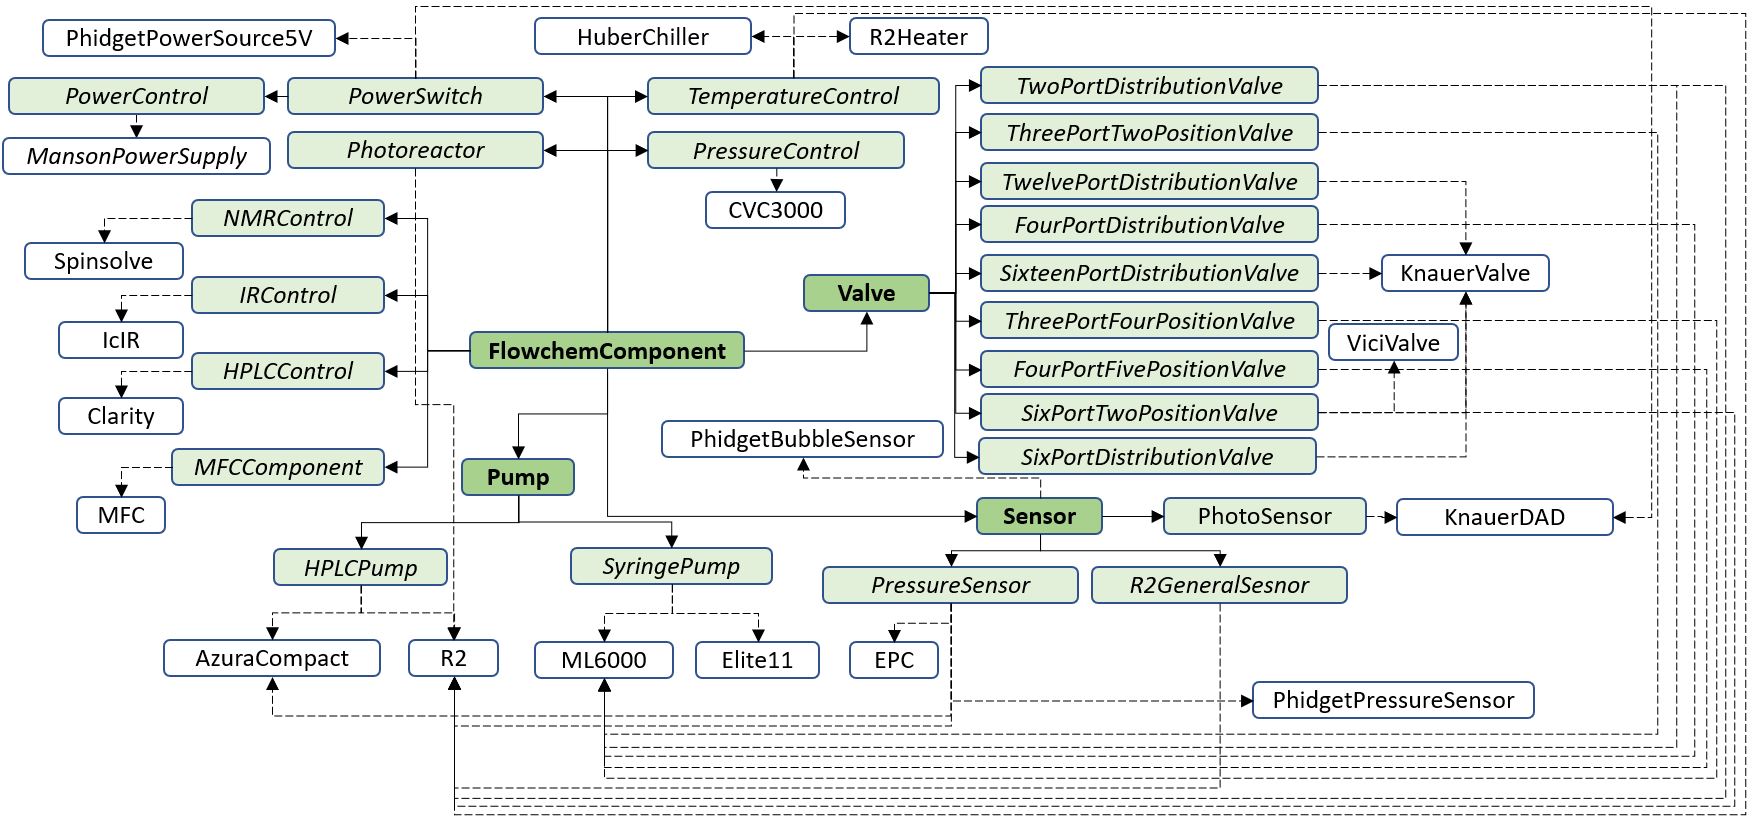 PhidgetPowerSource5V
HuberChiller
R2Heater
PowerControl
PowerSwitch
TemperatureControl
TwoPortDistributionValve
ThreePortTwoPositionValve
MansonPowerSupply
Photoreactor
PressureControl
TwelvePortDistributionValve
CVC3000
NMRControl
FourPortDistributionValve
Spinsolve
SixteenPortDistributionValve
KnauerValve
IRControl
Valve
ThreePortFourPositionValve
IcIR
FlowchemComponent
ViciValve
HPLCControl
FourPortFivePositionValve
Clarity
SixPortTwoPositionValve
PhidgetBubbleSensor
SixPortDistributionValve
MFCComponent
Pump
MFC
Sensor
PhotoSensor
KnauerDAD
HPLCPump
SyringePump
PressureSensor
R2GeneralSesnor
AzuraCompact
R2
ML6000
Elite11
EPC
PhidgetPressureSensor